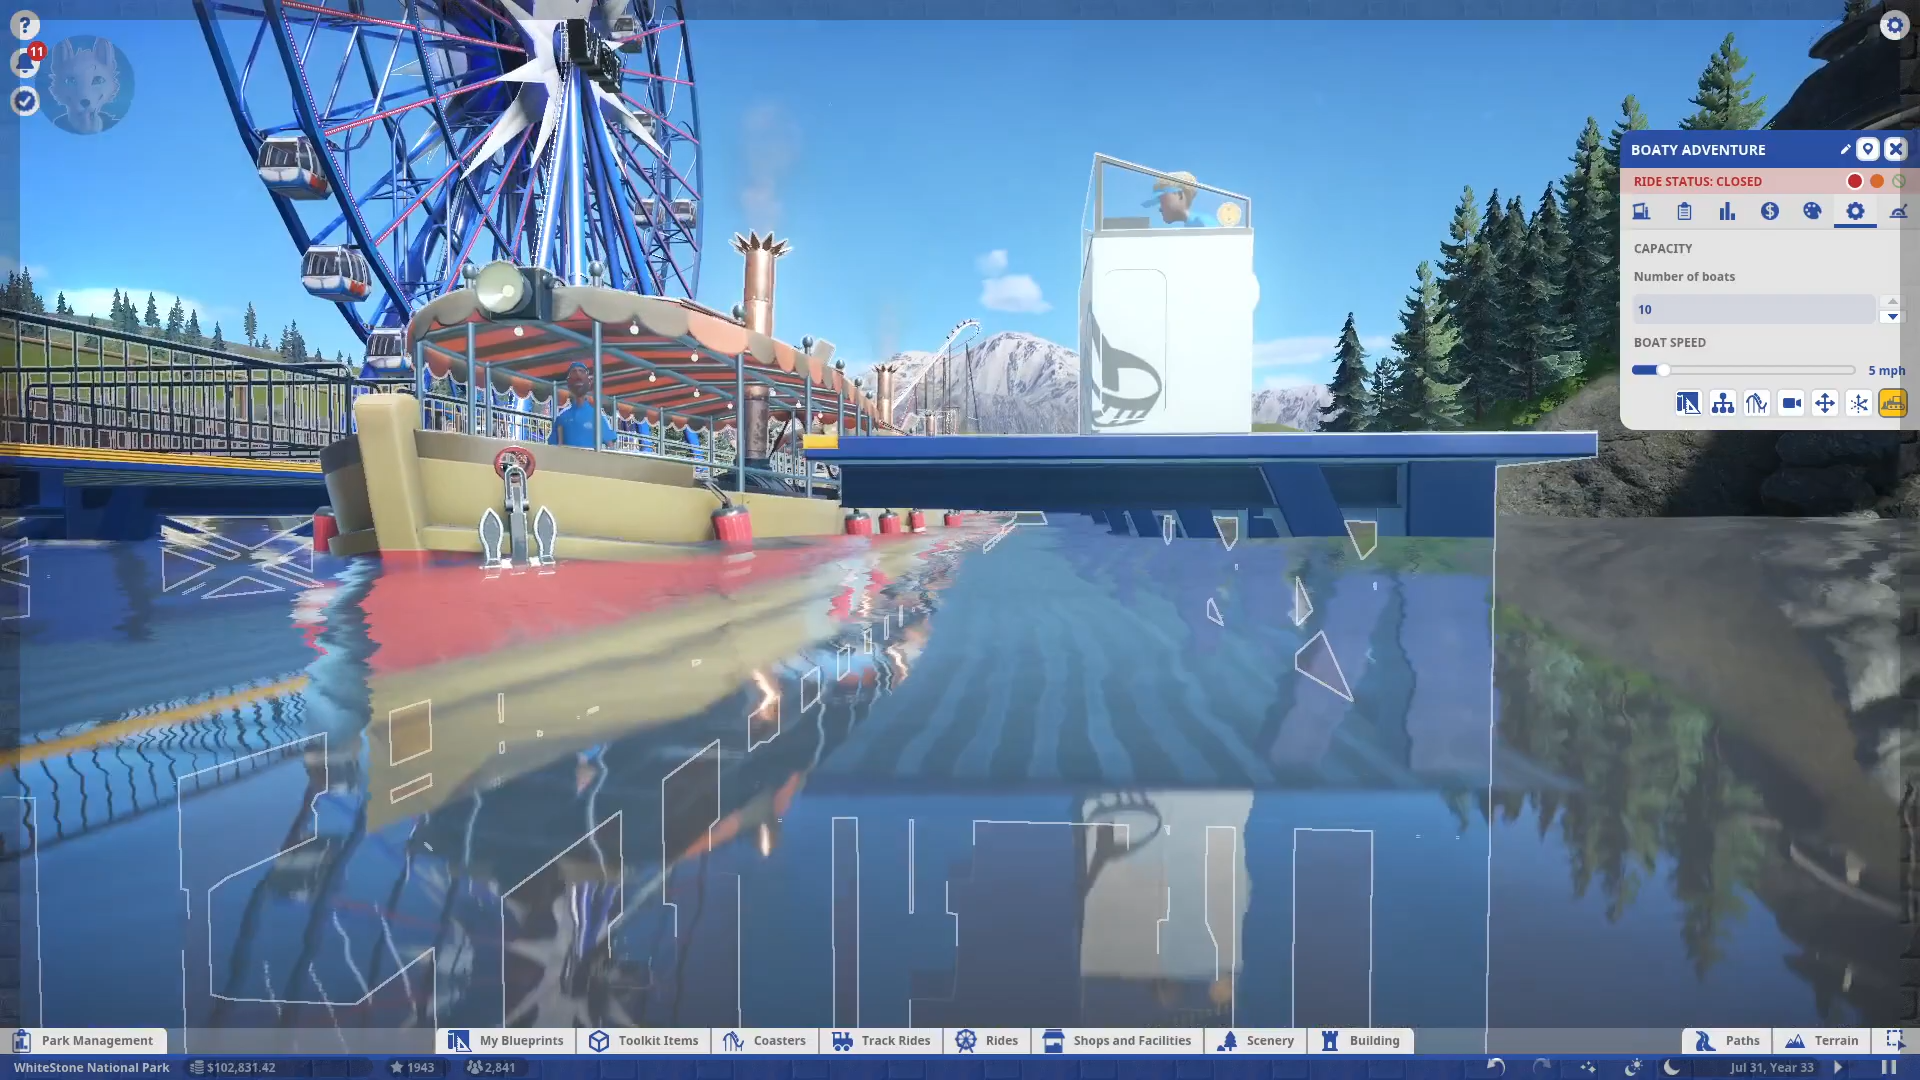 ?
11
BOATY ADVENTURE
RIDE STATUS: CLOSED
CAPACITY
Number of boats
10
BOAT SPEED
5 mph
Park Management
My Blueprints
Toolkit Items
Coasters
Track Rides
Rides
Shops and Facilities
Scenery
Building
Paths
Terrain
WhiteStone National Park
$102,831.42
1943
2,841
Jul 31, Year 33